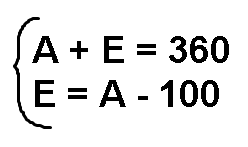 A + E = 360
E = A - 100